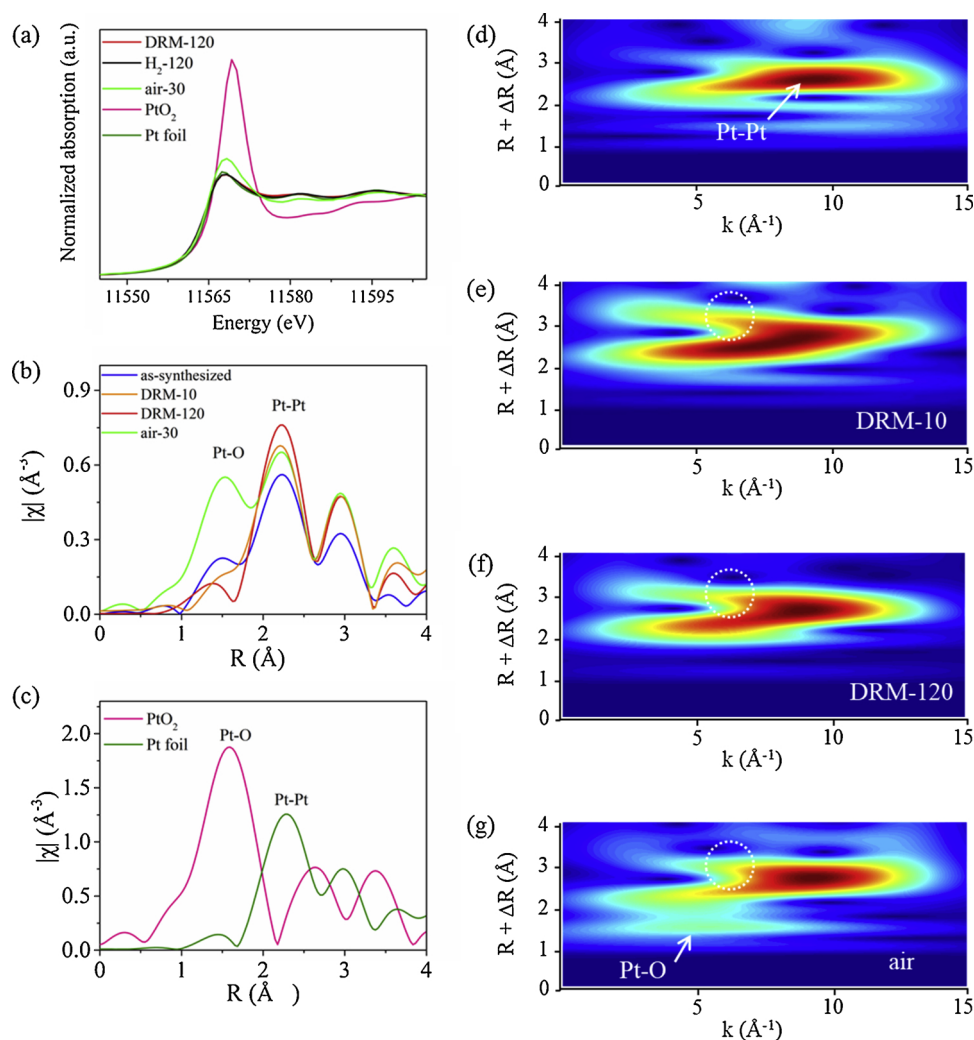 (a)
DRM-120
H₂-120
air-30
PtO₂
Pt foil
Normalized absorption (a.u.)
11550 11565 11580 11595
Energy (eV)
(b)
as-synthesized
DRM-10
DRM-120
air-30
Pt-O
Pt-Pt
|χ| (Å⁻³)
0.9
0.6
0.3
0.0
0 1 2 3 4
R (Å)
(c)
PtO₂
Pt foil
Pt-O
Pt-Pt
|χ| (Å⁻³)
2.0
1.5
1.0
0.5
0.0
0 1 2 3 4
R (Å )
(d)
R + ΔR (Å)
4
3
2
1
0
Pt-Pt
5 10 15
k (Å⁻¹)
(e)
R + ΔR (Å)
4
3
2
1
0
DRM-10
5 10 15
k (Å⁻¹)
(f)
R + ΔR (Å)
4
3
2
1
0
DRM-120
5 10 15
k (Å⁻¹)
(g)
R + ΔR (Å)
4
3
2
1
0
Pt-O
air
5 10 15
k (Å⁻¹)